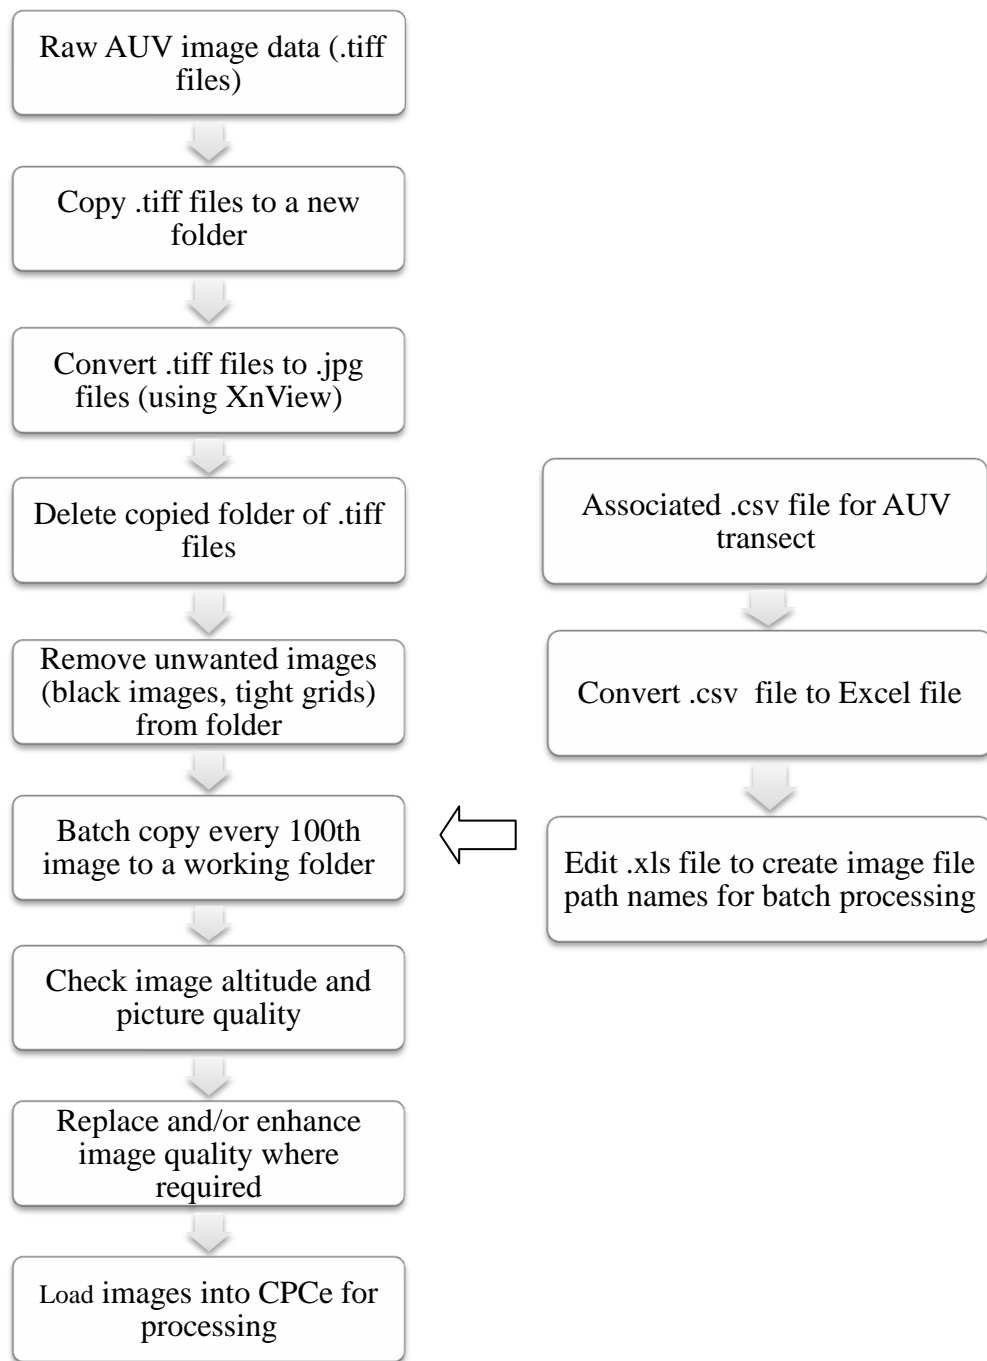 Raw AUV image data (.tiff
files)
Copy .tiff files to a new
folder
Convert .tiff files to .jpg
files (using XnView)
Delete copied folder of .tiff
files
Remove unwanted images
(black images, tight grids)
from folder
Batch copy every 100th
image to a working folder
Check image altitude and
picture quality
Replace and/or enhance
image quality where
required
Load images into CPCe for
processing
Associated .csv file for AUV
transect
Convert .csv  file to Excel file
Edit .xls file to create image file
path names for batch processing